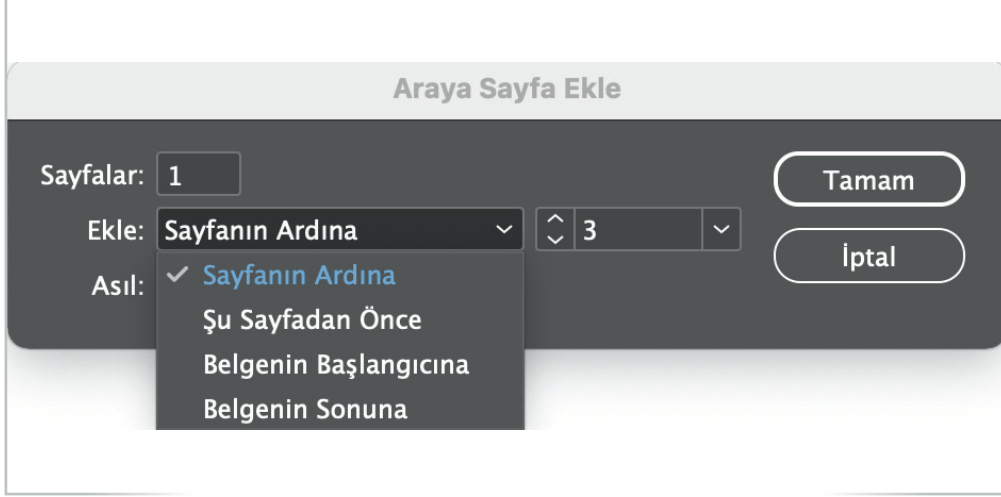 Araya Sayfa Ekle
Sayfalar: 1
Tamam
Ekle: Sayfanın Ardına 3
İptal
Asıl: Sayfanın Ardına
Şu Sayfadan Önce
Belgenin Başlangıcına
Belgenin Sonuna